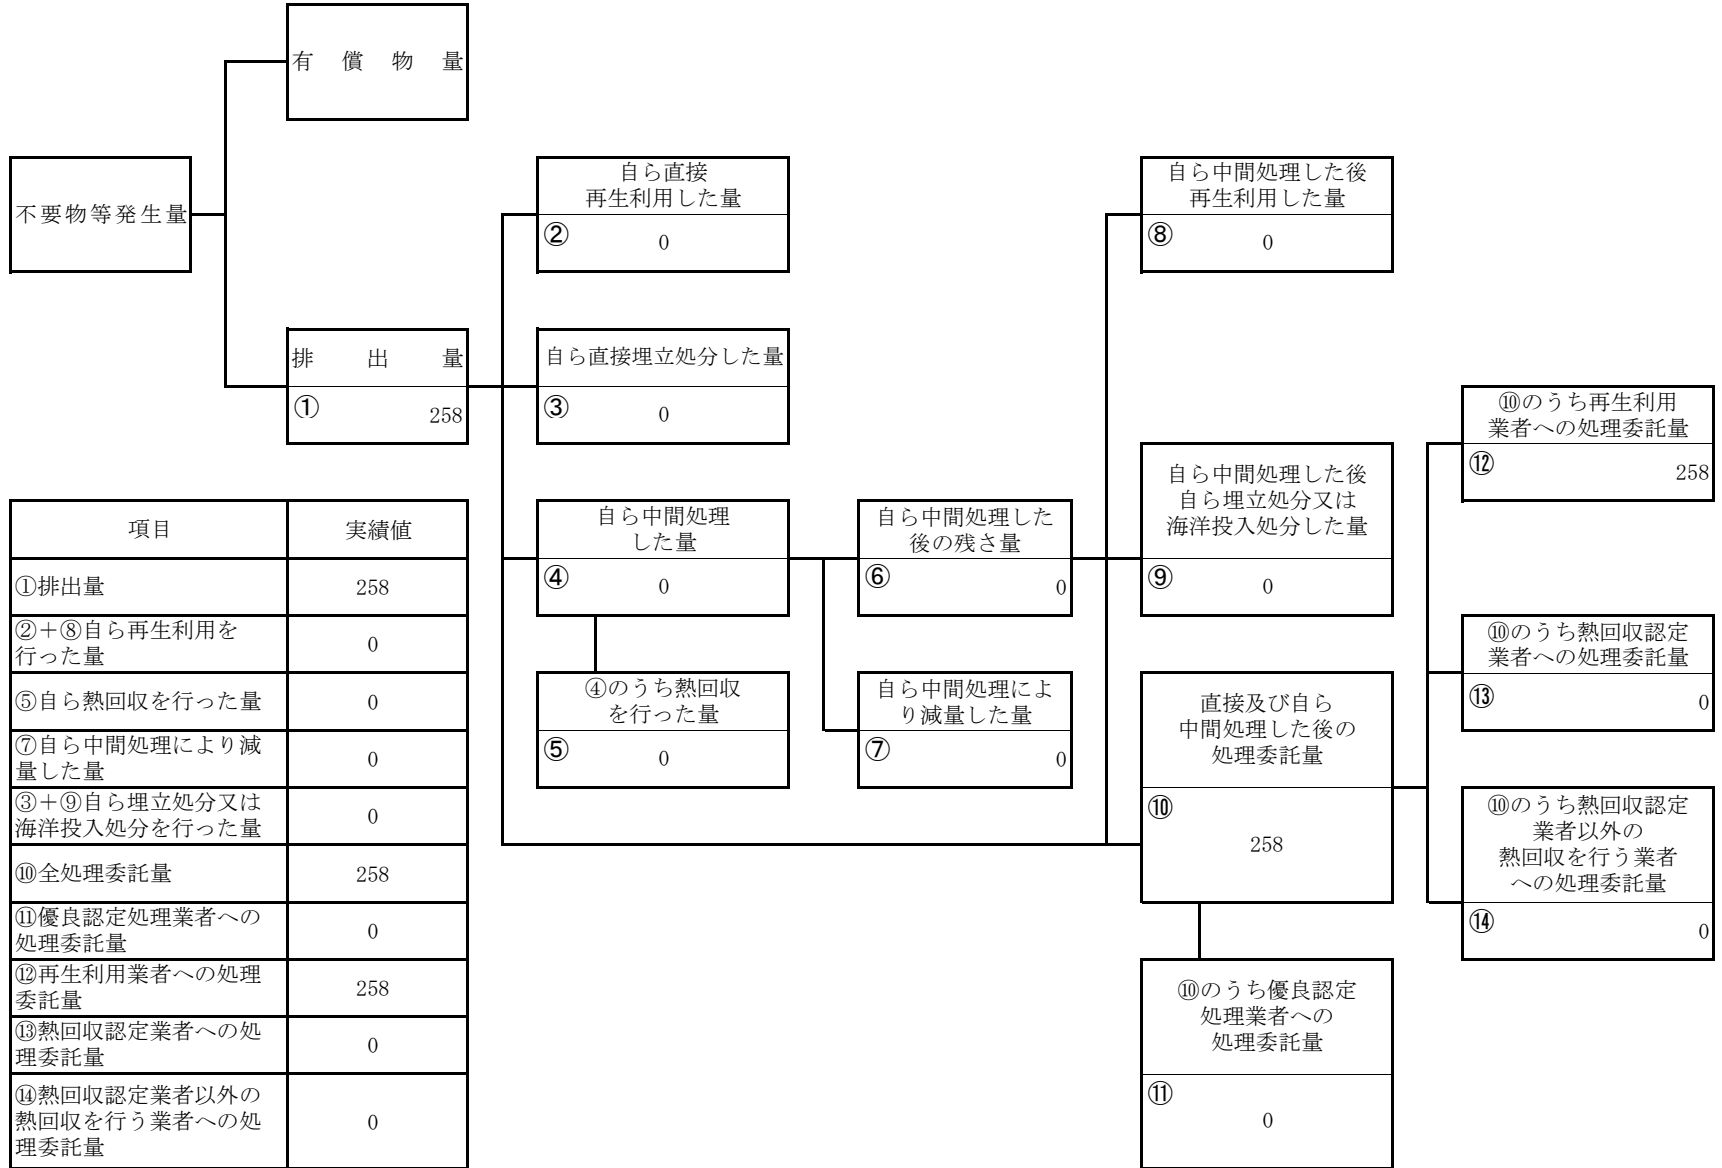 有償物量
不要物等発生量
自ら直接
再生利用した量
②
0
自ら中間処理した後
再生利用した量
⑧
0
排出量
①
258
自ら直接埋立処分した量
③
0
⑩のうち再生利用
業者への処理委託量
⑫
258
自ら中間処理
した量
④
0
自ら中間処理した
後の残さ量
⑥
0
自ら中間処理した後
自ら埋立処分又は
海洋投入処分した量
⑨
0
⑩のうち熱回収認定
業者への処理委託量
⑬
0
④のうち熱回収
を行った量
⑤
0
自ら中間処理によ
り減量した量
⑦
0
直接及び自ら
中間処理した後の
処理委託量
⑩
258
⑩のうち熱回収認定
業者以外の
熱回収を行う業者
への処理委託量
⑭
0
⑩のうち優良認定
処理業者への
処理委託量
⑪
0
項目 実績値
①排出量 258
②+⑧自ら再生利用を
行った量 0
⑤自ら熱回収を行った量 0
⑦自ら中間処理により減
量した量 0
③+⑨自ら埋立処分又は
海洋投入処分を行った量 0
⑩全処理委託量 258
⑪優良認定処理業者への
処理委託量 0
⑫再生利用業者への処理
委託量 258
⑬熱回収認定業者への処
理委託量 0
⑭熱回収認定業者以外の
熱回収を行う業者への処
理委託量 0